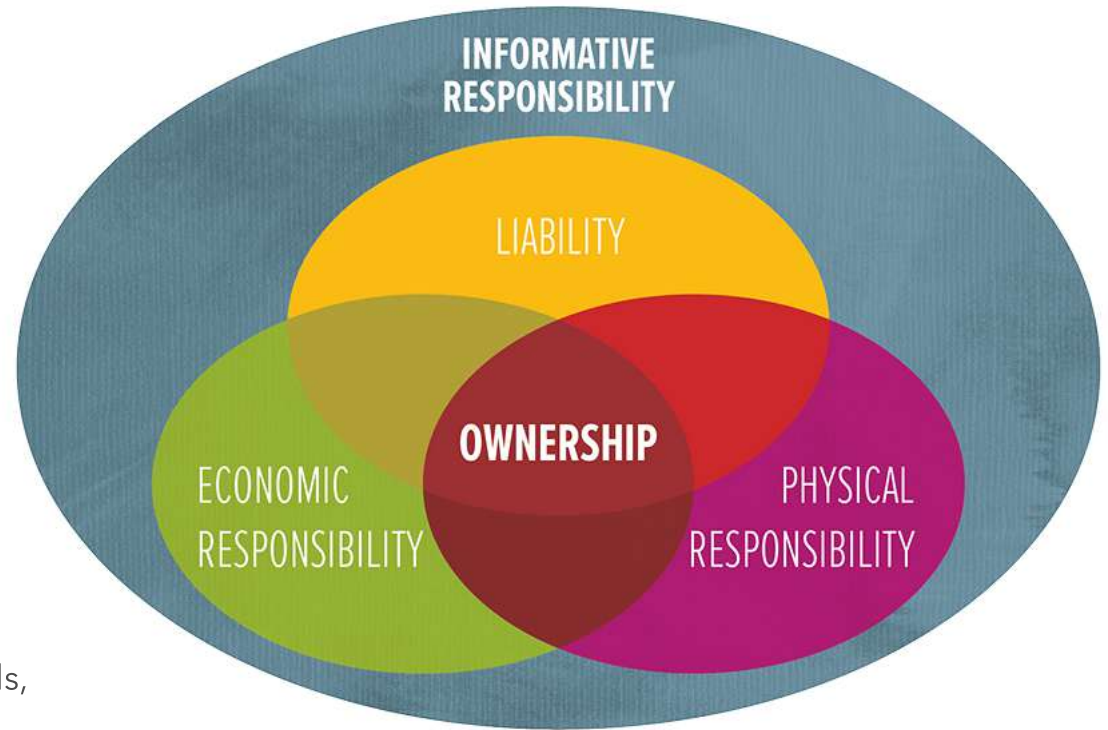 INFORMATIVE
RESPONSIBILITY
LIABILITY
OWNERSHIP
ECONOMIC
RESPONSIBILITY
PHYSICAL
RESPONSIBILITY